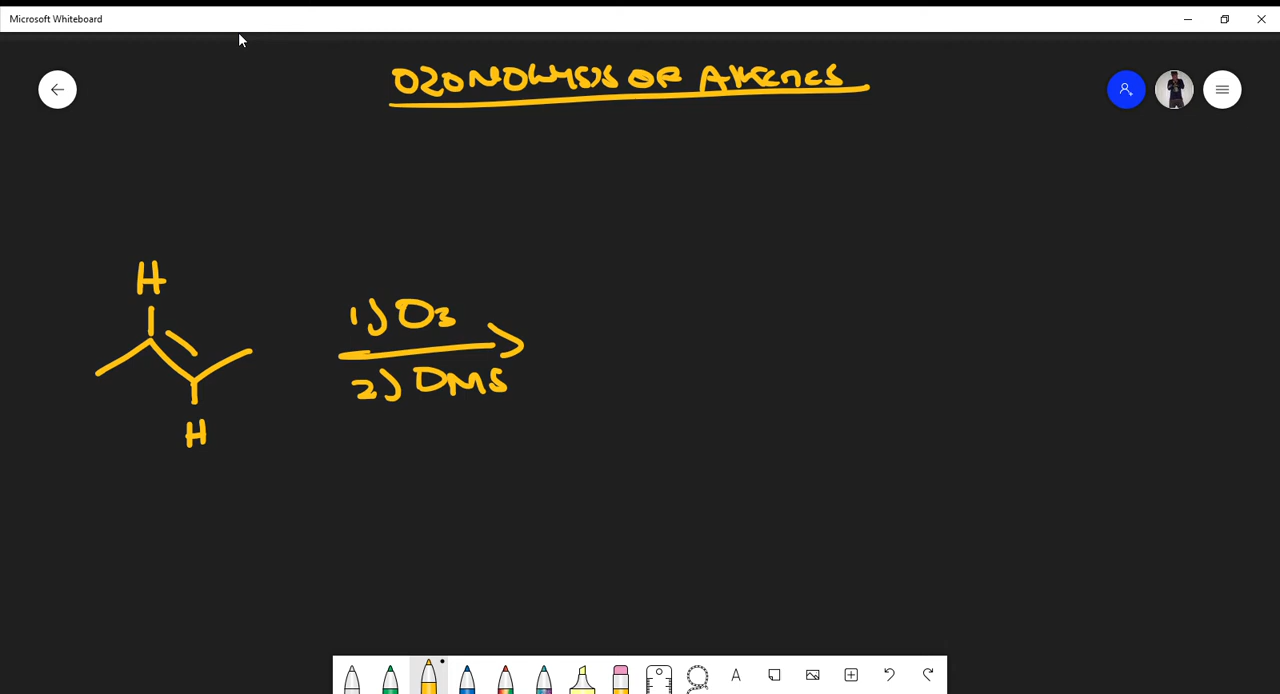 Microsoft Whiteboard
OZONOLYSIS OF ALKENES
H
1) O3
2) DMS
H
A